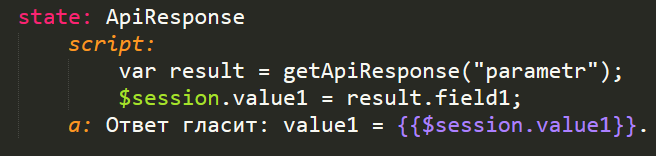 state: ApiResponse
script:
var result = getApiResponse("parametr");
$session.value1 = result.field1;
a: Ответ гласит: value1 = {{$session.value1}}.